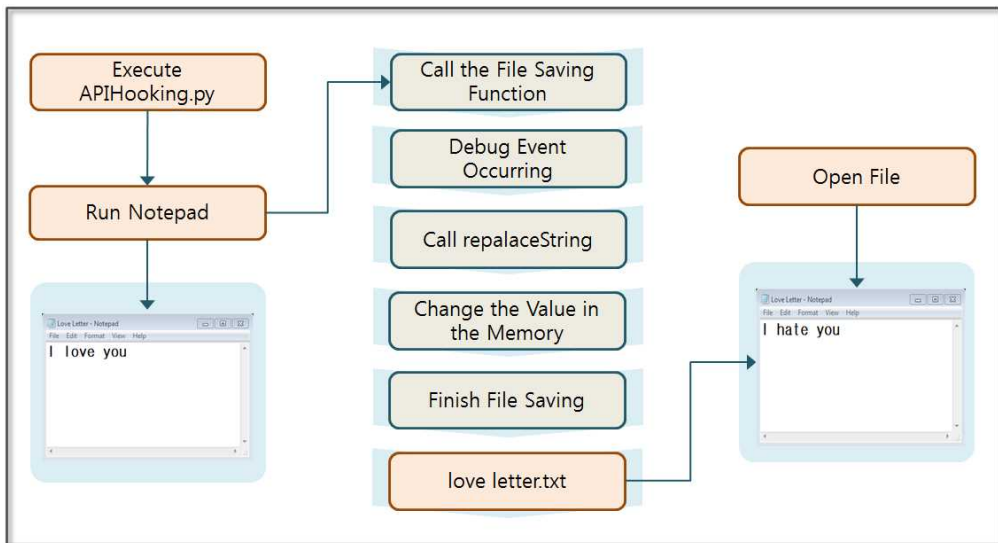 Execute
APIHooking.py
Run Notepad
Love Letter - Notepad
File Edit Format View Help
I love you
Call the File Saving
Function
Debug Event
Occurring
Call repalaceString
Change the Value in
the Memory
Finish File Saving
love letter.txt
Open File
Love Letter - Notepad
File Edit Format View Help
I hate you